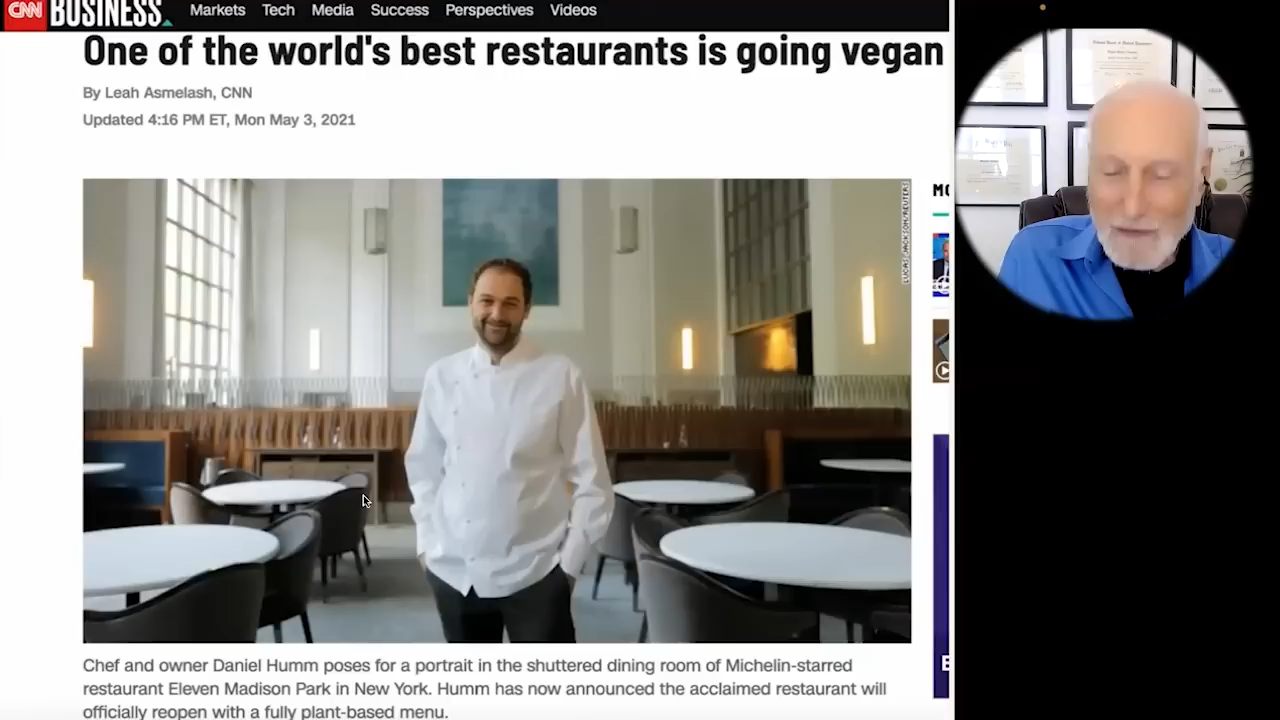 CNN BUSINESS Markets Tech Media Success Perspectives Videos
One of the world's best restaurants is going vegan
By Leah Asmelash, CNN
Updated 4:16 PM ET, Mon May 3, 2021
LUCAS JACKSON/REUTERS
Chef and owner Daniel Humm poses for a portrait in the shuttered dining room of Michelin-starred
restaurant Eleven Madison Park in New York. Humm has now announced the acclaimed restaurant will
officially reopen with a fully plant-based menu.